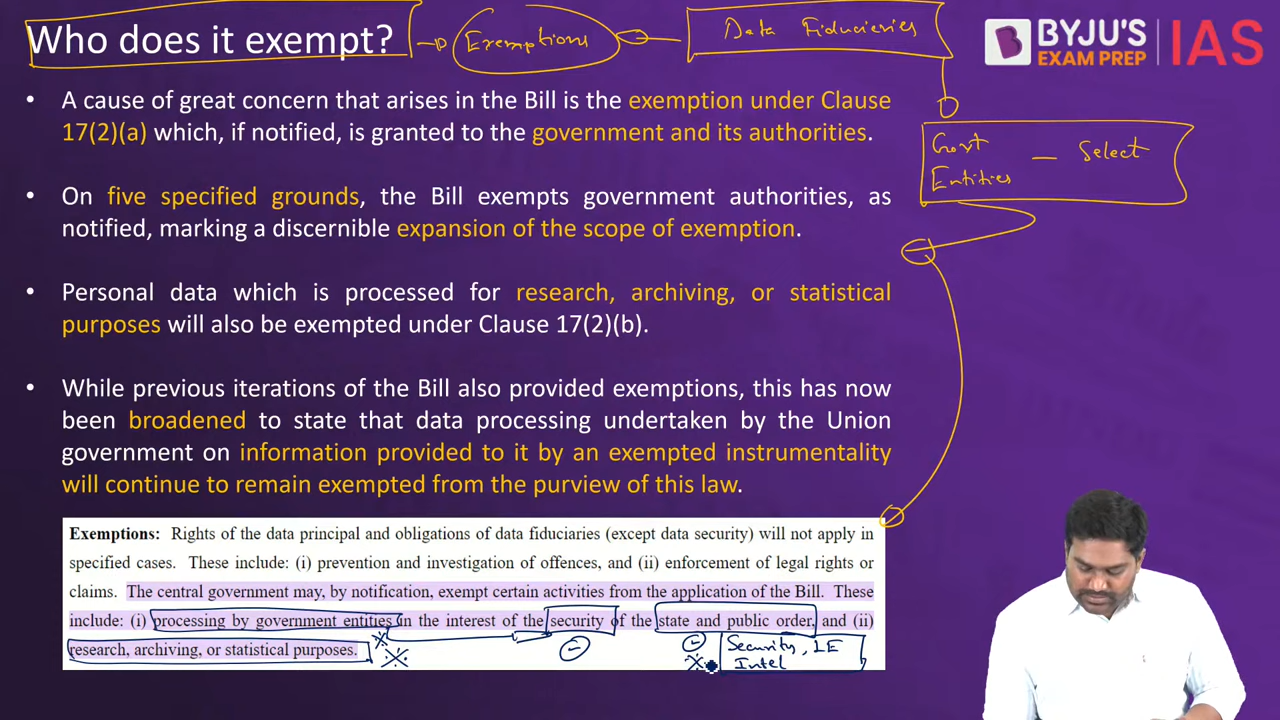 Who does it exempt?
Exemptions
Data Fiduciaries
BYJU'S
EXAM PREP
IAS
Govt
Entities — Select
• A cause of great concern that arises in the Bill is the exemption under Clause
17(2)(a) which, if notified, is granted to the government and its authorities.
• On five specified grounds, the Bill exempts government authorities, as
notified, marking a discernible expansion of the scope of exemption.
• Personal data which is processed for research, archiving, or statistical
purposes will also be exempted under Clause 17(2)(b).
• While previous iterations of the Bill also provided exemptions, this has now
been broadened to state that data processing undertaken by the Union
government on information provided to it by an exempted instrumentality
will continue to remain exempted from the purview of this law.
Exemptions: Rights of the data principal and obligations of data fiduciaries (except data security) will not apply in
specified cases. These include: (i) prevention and investigation of offences, and (ii) enforcement of legal rights or
claims. The central government may, by notification, exempt certain activities from the application of the Bill. These
include: (i) processing by government entities in the interest of the security of the state and public order, and (ii)
research, archiving, or statistical purposes.
Security, LE
Intel